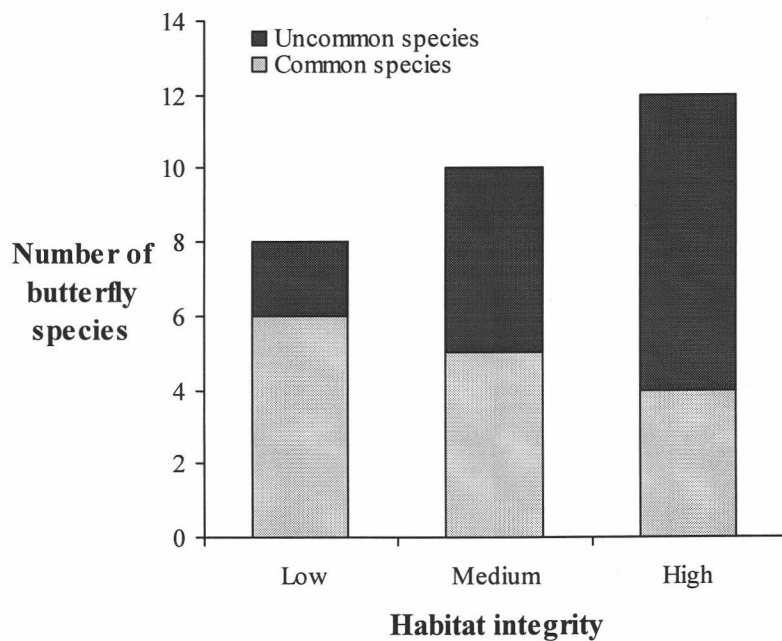 14
12
10
8
6
4
2
0
Uncommon species
Common species
Number of
butterfly
species
Low Medium High
Habitat integrity